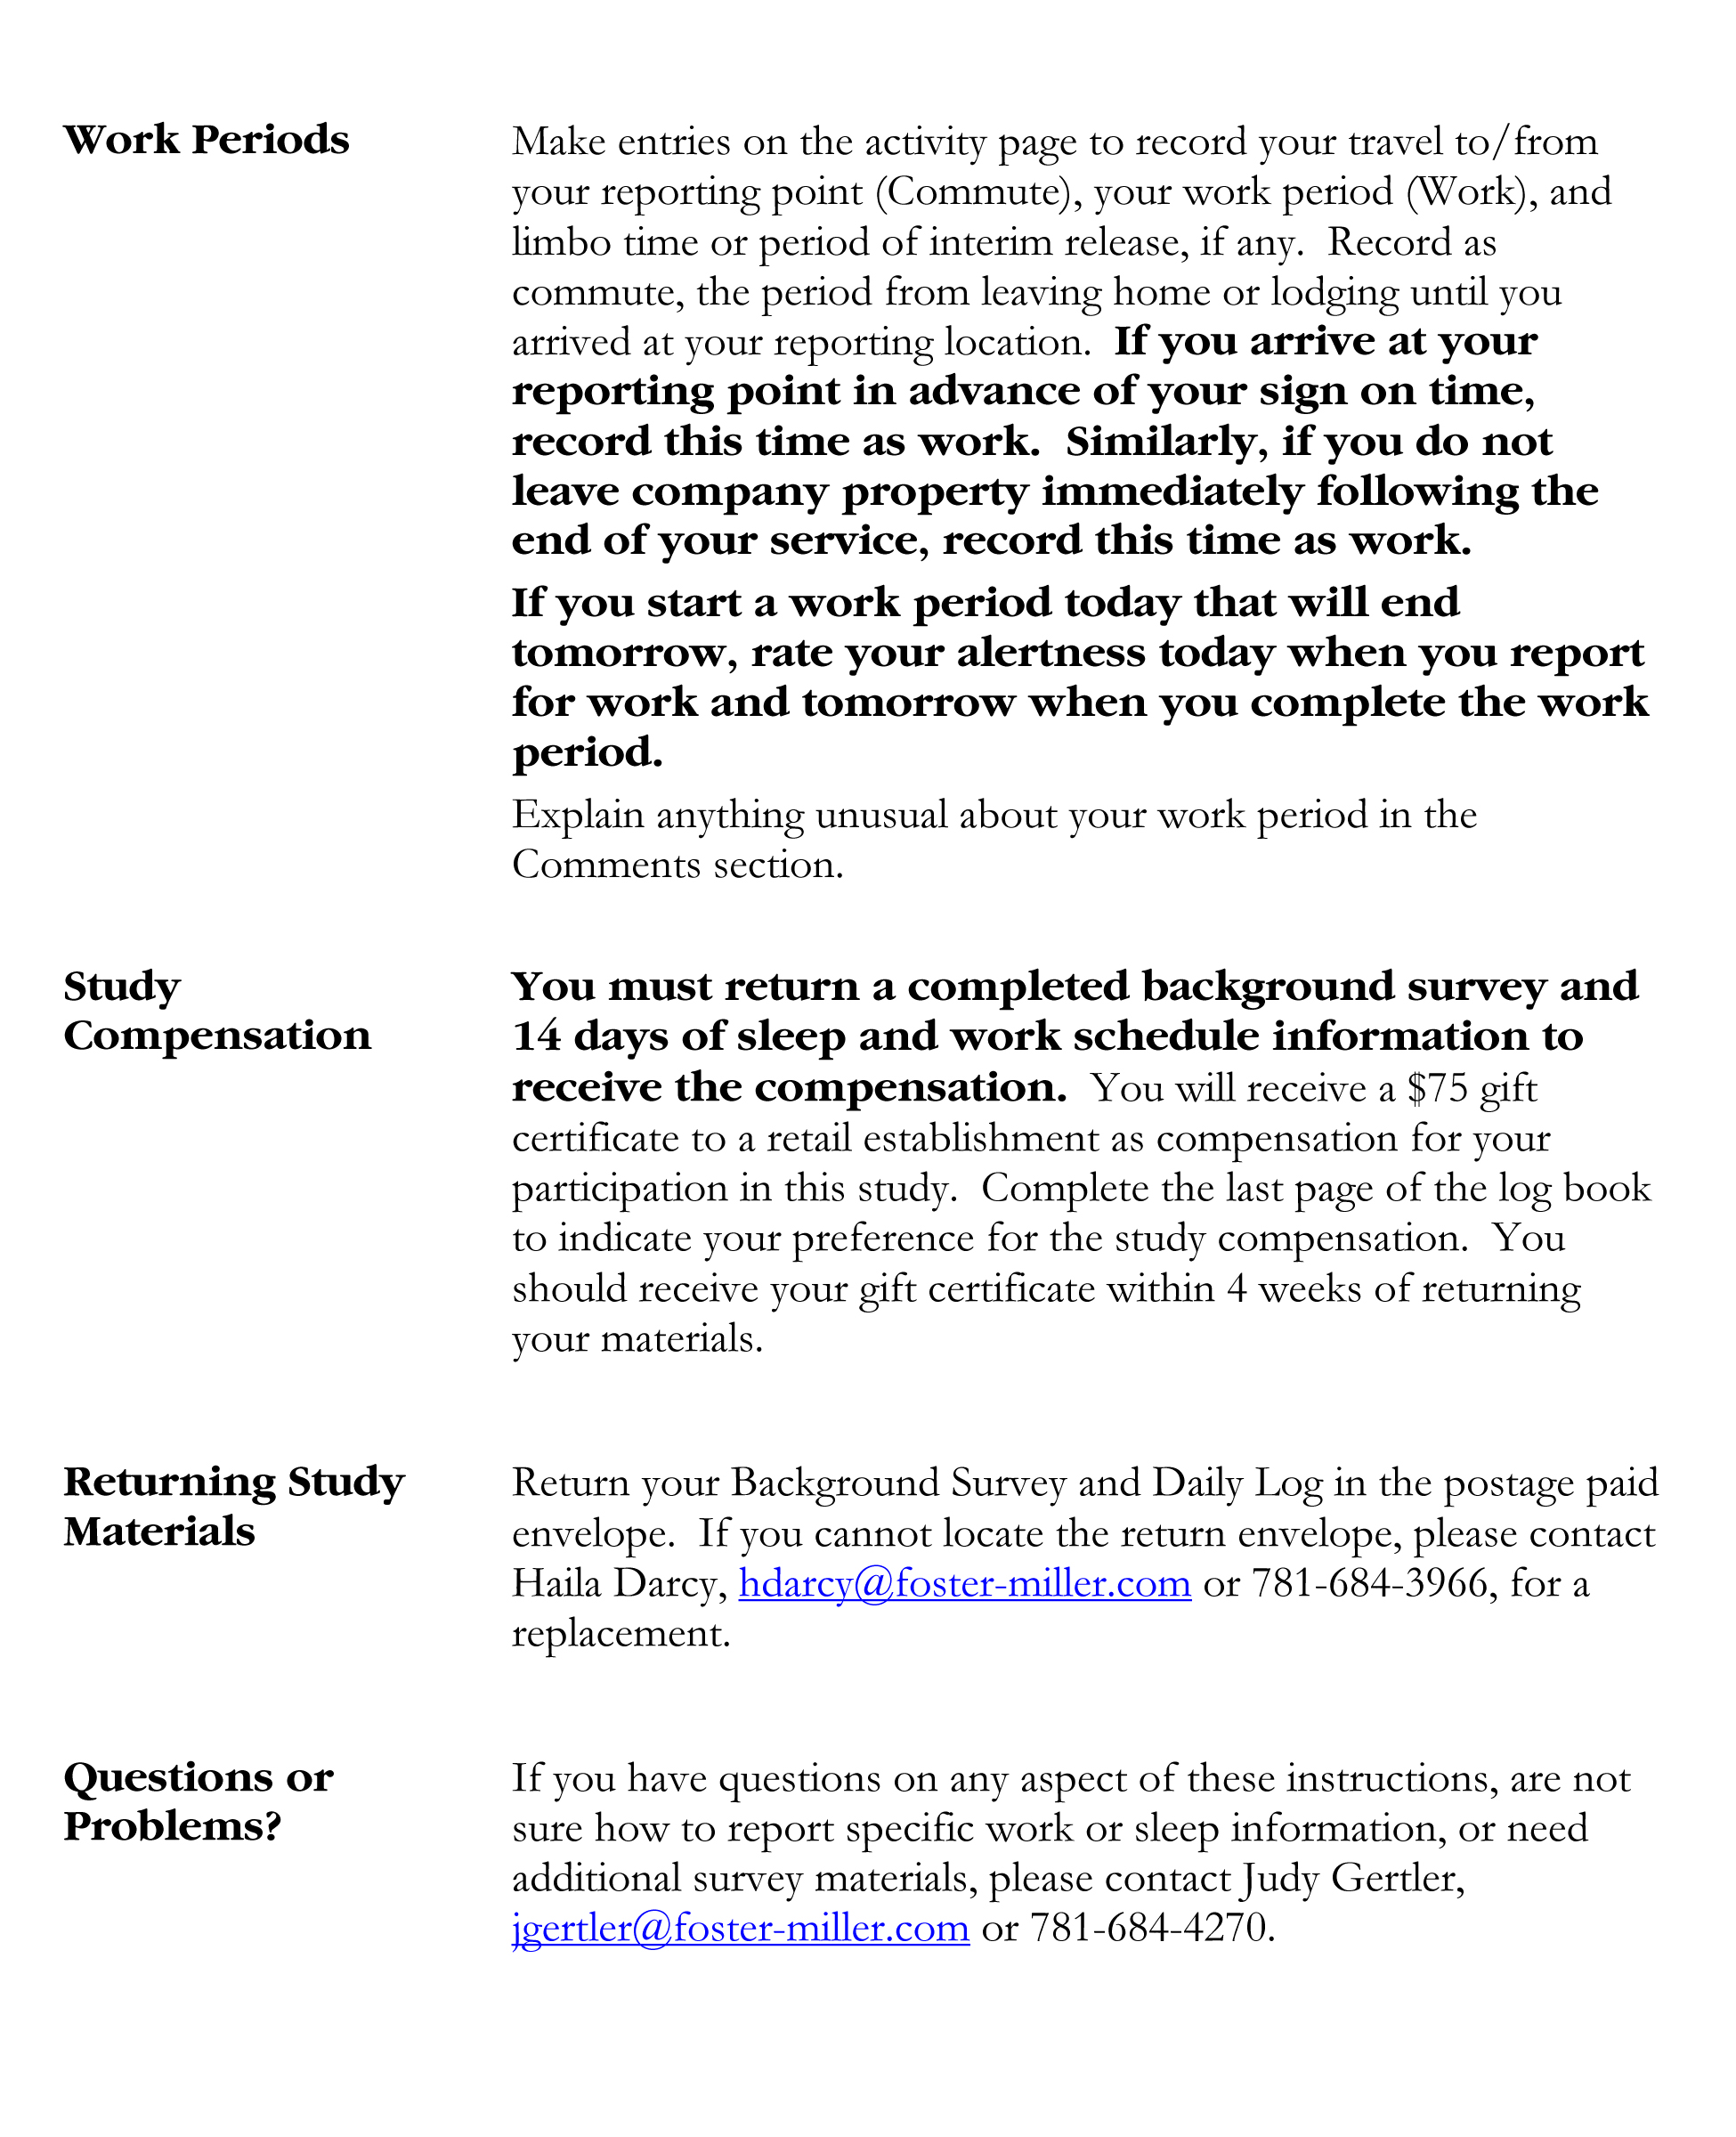 Work Periods
Make entries on the activity page to record your travel to/from
your reporting point (Commute), your work period (Work), and
limbo time or period of interim release, if any.  Record as
commute, the period from leaving home or lodging until you
arrived at your reporting location.  If you arrive at your
reporting point in advance of your sign on time,
record this time as work.  Similarly, if you do not
leave company property immediately following the
end of your service, record this time as work.
If you start a work period today that will end
tomorrow, rate your alertness today when you report
for work and tomorrow when you complete the work
period.
Explain anything unusual about your work period in the
Comments section.
Study
Compensation
You must return a completed background survey and
14 days of sleep and work schedule information to
receive the compensation.  You will receive a $75 gift
certificate to a retail establishment as compensation for your
participation in this study.  Complete the last page of the log book
to indicate your preference for the study compensation.  You
should receive your gift certificate within 4 weeks of returning
your materials.
Returning Study
Materials
Return your Background Survey and Daily Log in the postage paid
envelope.  If you cannot locate the return envelope, please contact
Haila Darcy, hdarcy@foster-miller.com or 781-684-3966, for a
replacement.
Questions or
Problems?
If you have questions on any aspect of these instructions, are not
sure how to report specific work or sleep information, or need
additional survey materials, please contact Judy Gertler,
jgertler@foster-miller.com or 781-684-4270.